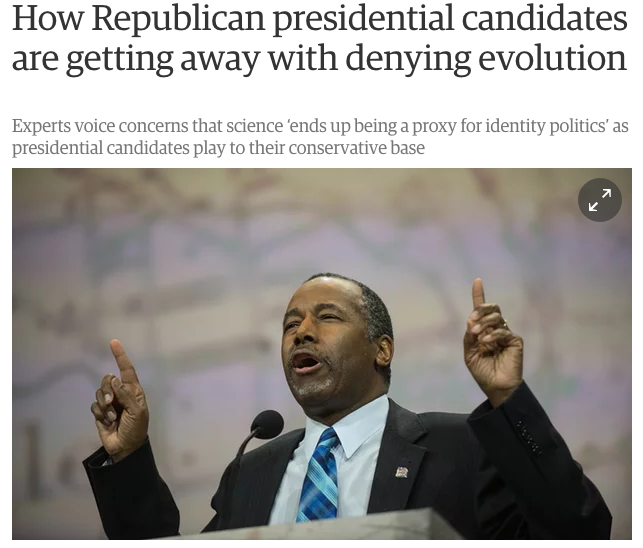 How Republican presidential candidates
are getting away with denying evolution
Experts voice concerns that science ‘ends up being a proxy for identity politics’ as
presidential candidates play to their conservative base